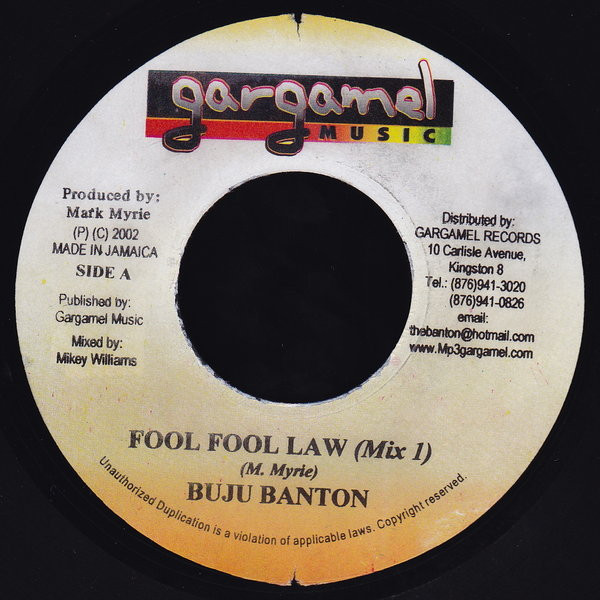 gargamel
MUSIC
Produced by:
Mark Myrie
(P) (C) 2002
MADE IN JAMAICA
SIDE A
Published by:
Gargamel Music
Mixed by:
Mikey Williams
Distributed by:
GARGAMEL RECORDS
10 Carlisle Avenue,
Kingston 8
Tel.: (876)941-3020
(876)941-0826
email:
thebanton@hotmail.com
www.Mp3gargamel.com
FOOL FOOL LAW (Mix 1)
(M. Myrie)
BUJU BANTON
Unauthorized Duplication is a violation of applicable laws. Copyright reserved.